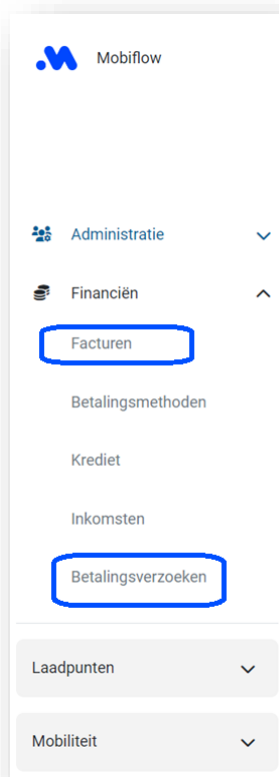 Mobiflow
Administratie
Financiën
Facturen
Betalingsmethoden
Krediet
Inkomsten
Betalingsverzoeken
Laadpunten
Mobiliteit